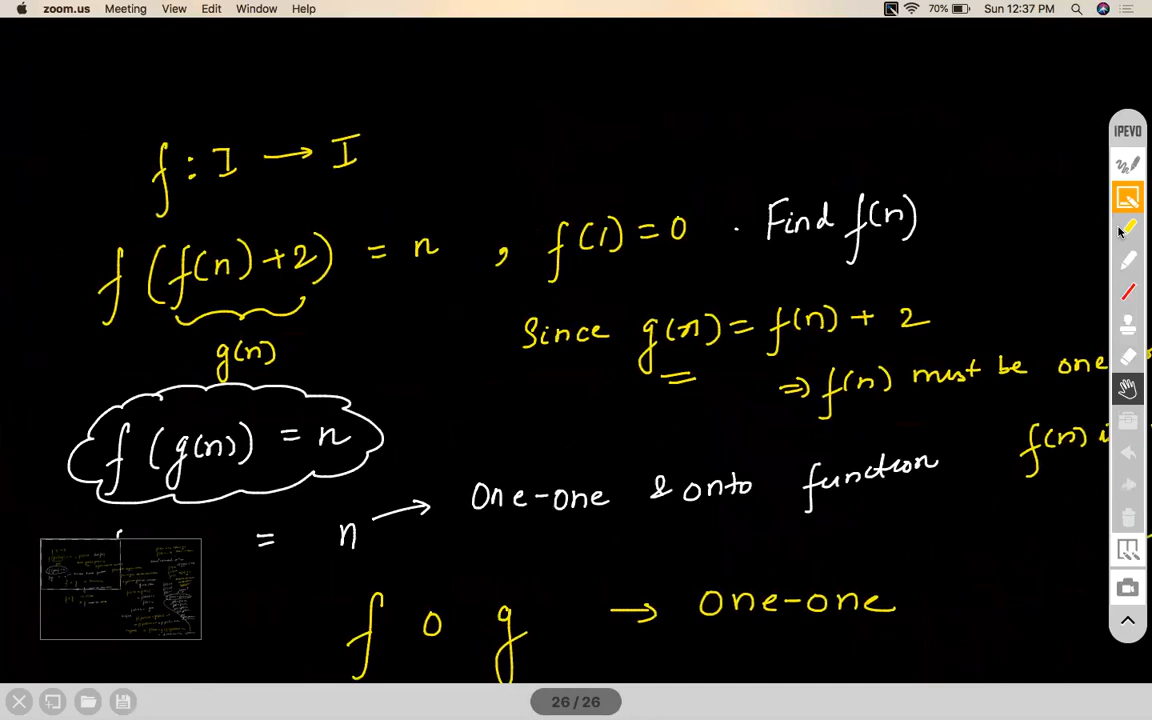 zoom.us Meeting View Edit Window Help 70% Sun 12:37 PM
IPEVO
f : I → I
f(f(n)+2) = n , f(1) = 0 . Find f(n)
g(n)
Since g(n) = f(n) + 2
⇒ f(n) must be one
f(g(n)) = n
f(n) i
= n → One-one & onto function
f o g → one-one
26 / 26